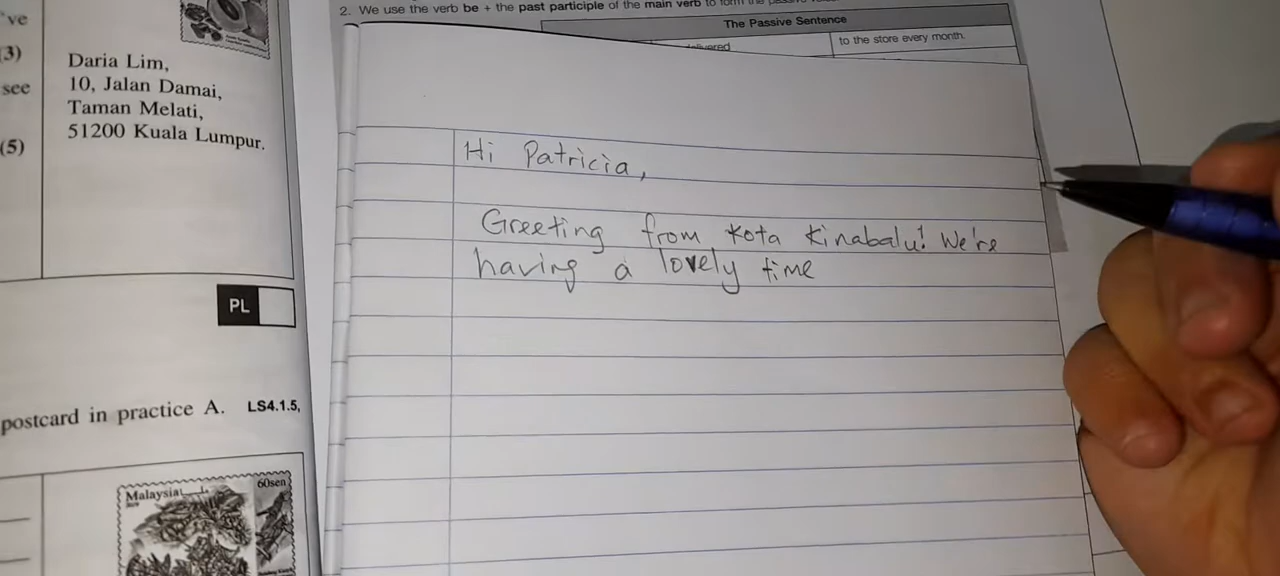 've
(3)
see
(5)
Daria Lim,
10, Jalan Damai,
Taman Melati,
51200 Kuala Lumpur.
PL
postcard in practice A. LS4.1.5,
Malaysia
60sen
2. We use the verb be + the past participle of the main verb to form the passive
The Passive Sentence
delivered
to the store every month.
Hi Patricia,
Greeting from Kota Kinabalu! We're
having a lovely time